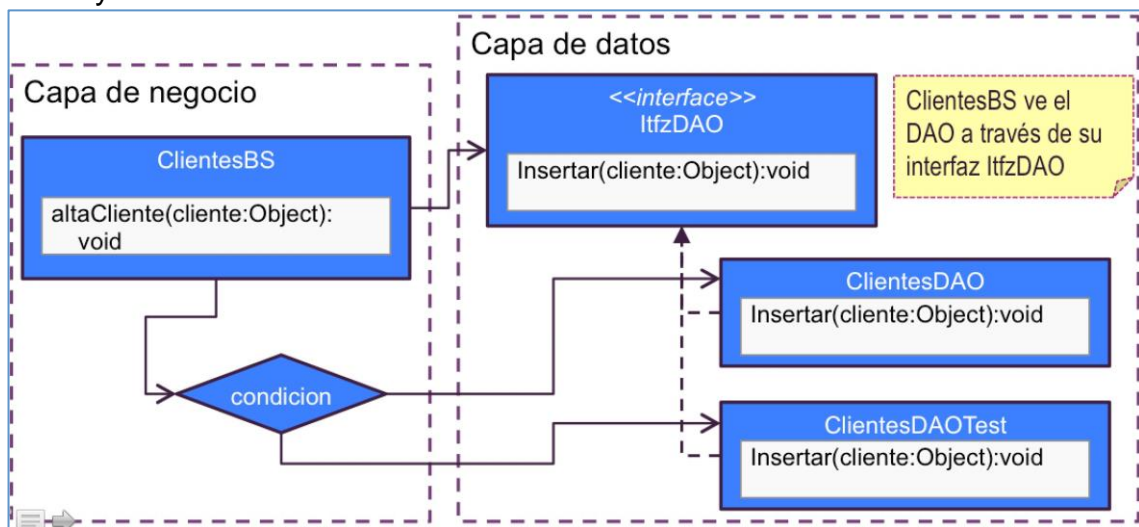 Capa de datos
Capa de negocio
<<interface>>
ItfzDAO
Insertar(cliente:Object):void
ClientesBS ve el
DAO a través de su
interfaz ItfzDAO
ClientesBS
altaCliente(cliente:Object):
void
ClientesDAO
Insertar(cliente:Object):void
condicion
ClientesDAOTest
Insertar(cliente:Object):void